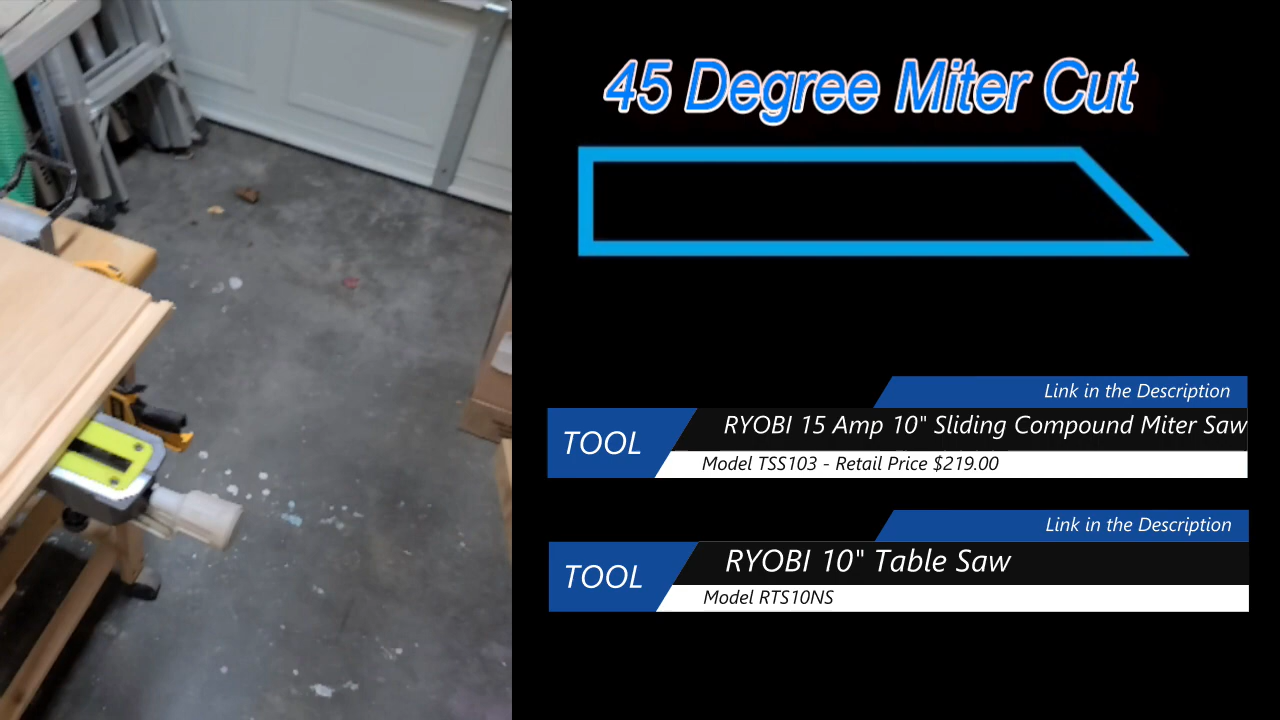 45 Degree Miter Cut
Link in the Description
TOOL
RYOBI 15 Amp 10" Sliding Compound Miter Saw
Model TSS103 - Retail Price $219.00
Link in the Description
TOOL
RYOBI 10" Table Saw
Model RTS10NS